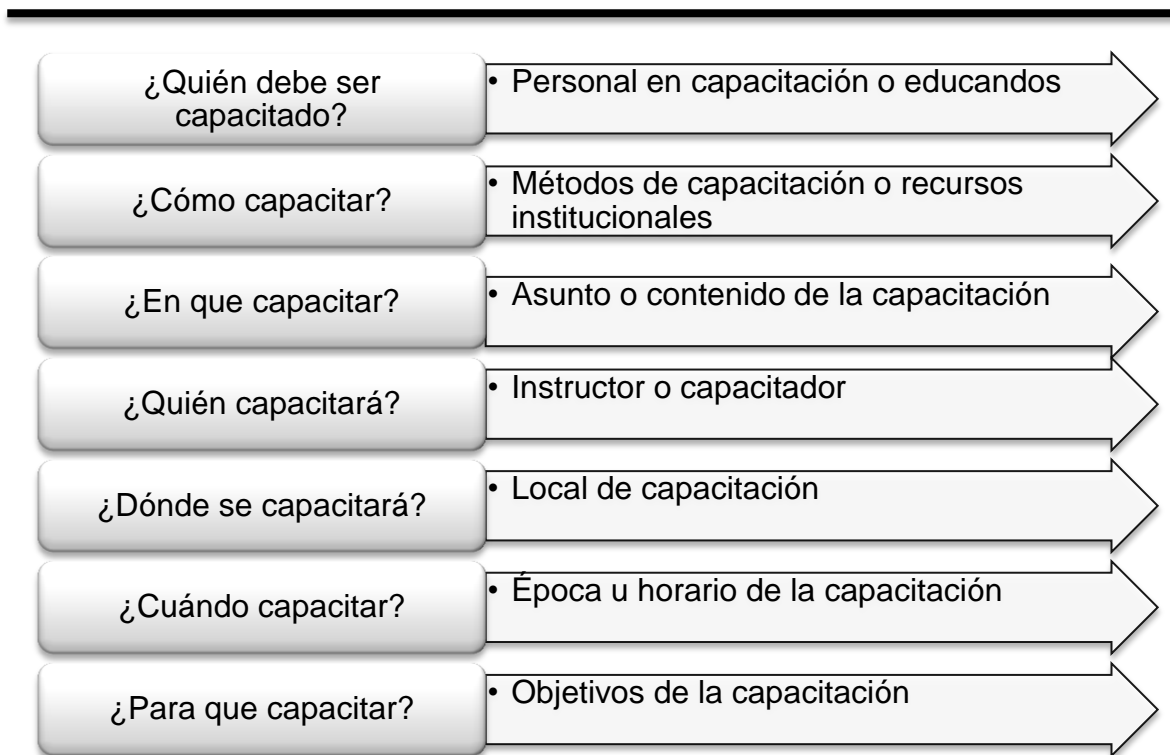 ¿Quién debe ser
capacitado?
• Personal en capacitación o educandos
¿Cómo capacitar?
• Métodos de capacitación o recursos
institucionales
¿En que capacitar?
• Asunto o contenido de la capacitación
¿Quién capacitará?
• Instructor o capacitador
¿Dónde se capacitará?
• Local de capacitación
¿Cuándo capacitar?
• Época u horario de la capacitación
¿Para que capacitar?
• Objetivos de la capacitación